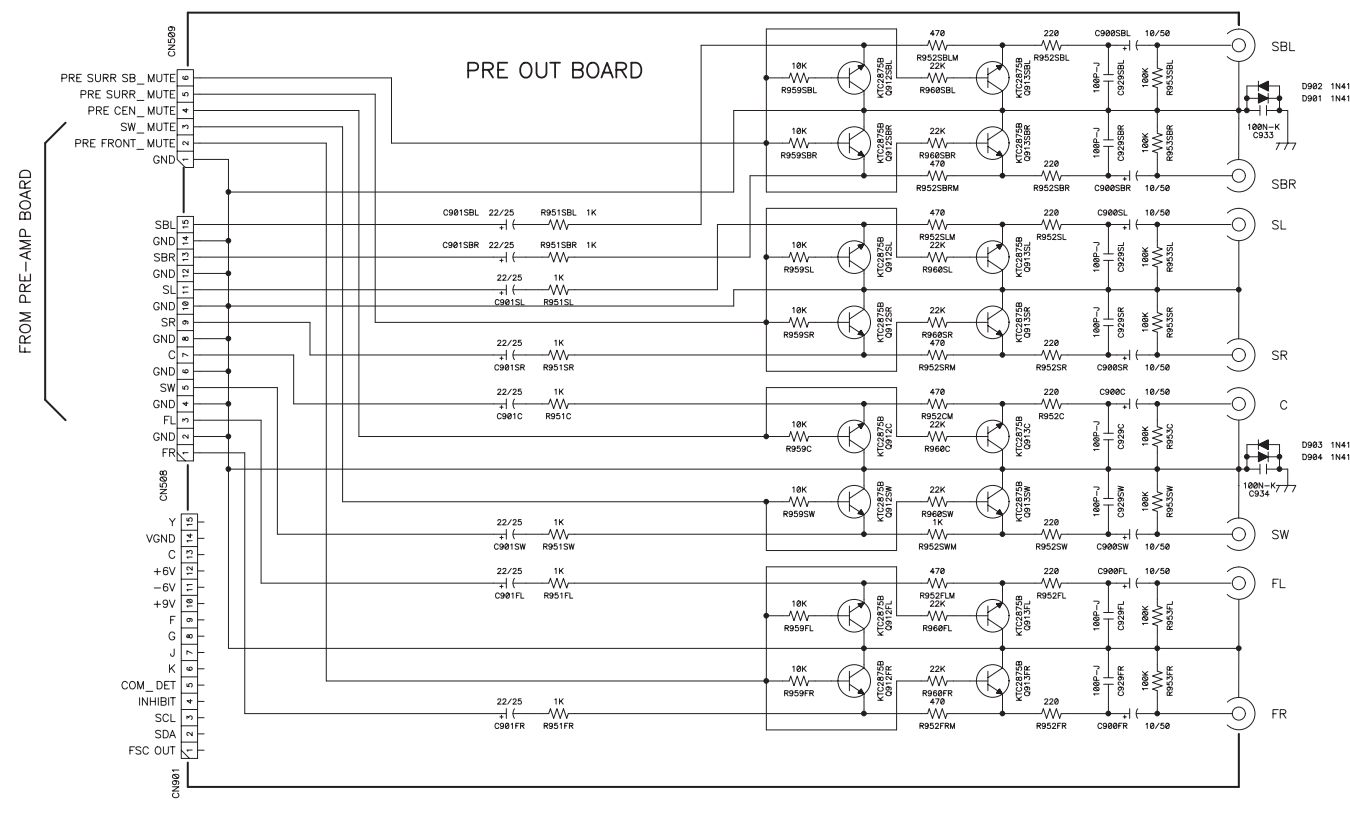 PRE OUT BOARD
FROM PRE-AMP BOARD
CN509
PRE SURR SB_MUTE 6
PRE SURR_MUTE 5
PRE CEN_MUTE 4
SW_MUTE 3
PRE FRONT_MUTE 2
GND 1
SBL 15
GND 14
SBR 13
GND 12
SL 11
GND 10
SR 9
GND 8
C 7
GND 6
SW 5
GND 4
FL 3
GND 2
FR 1
CN508
Y 15
VGND 14
C 13
+6V 12
-6V 11
+9V 10
F 9
G 8
J 7
K 6
COM_DET 5
INHIBIT 4
SCL 3
SDA 2
FSC OUT 1
CN901
C901SBL 22/25 R951SBL 1K
C901SBR 22/25 R951SBR 1K
22/25 1K
C901SL R951SL
22/25 1K
C901SR R951SR
22/25 1K
C901C R951C
22/25 1K
C901SW R951SW
22/25 1K
C901FL R951FL
22/25 1K
C901FR R951FR
470 220 C900SBL 10/50
R952SBLM R952SBL
10K 22K
R959SBL R960SBL
KTC2875B Q912SBL
KTC2875B Q913SBL
100P-J C929SBL
100K R953SBL
SBL
10K 22K
R959SBR R960SBR
KTC2875B Q912SBR
KTC2875B Q913SBR
100P-J C929SBR
100K R953SBR
470 220
R952SBRM R952SBR C900SBR 10/50
SBR
D902 1N41
D901 1N41
100N-K
C933
470 220 C900SL 10/50
R952SLM R952SL
10K 22K
R959SL R960SL
KTC2875B Q912SL
KTC2875B Q913SL
100P-J C929SL
100K R953SL
SL
10K 22K
R959SR R960SR
KTC2875B Q912SR
KTC2875B Q913SR
100P-J C929SR
100K R953SR
470 220
R952SRM R952SR C900SR 10/50
SR
470 220 C900C 10/50
R952CM R952C
10K 22K
R959C R960C
KTC2875B Q912C
KTC2875B Q913C
100P-J C929C
100K R953C
C
D903 1N41
D904 1N41
100N-K
C934
10K 22K
R959SW R960SW
KTC2875B Q912SW
KTC2875B Q913SW
100P-J C929SW
100K R953SW
1K 220
R952SWM R952SW C900SW 10/50
SW
470 220 C900FL 10/50
R952FLM R952FL
10K 22K
R959FL R960FL
KTC2875B Q912FL
KTC2875B Q913FL
100P-J C929FL
100K R953FL
FL
10K 22K
R959FR R960FR
KTC2875B Q912FR
KTC2875B Q913FR
100P-J C929FR
100K R953FR
470 220
R952FRM R952FR C900FR 10/50
FR